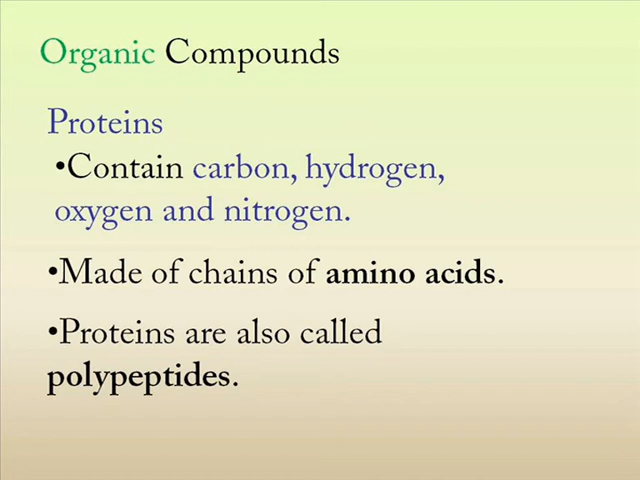 Organic Compounds
Proteins
•Contain carbon, hydrogen,
oxygen and nitrogen.
•Made of chains of amino acids.
•Proteins are also called
polypeptides.